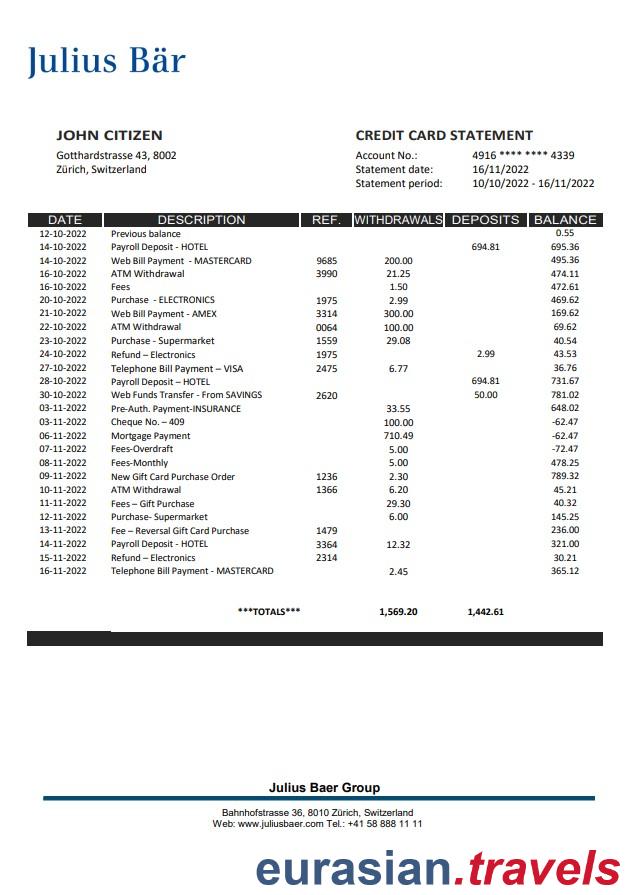 Julius Bär
JOHN CITIZEN
Gotthardstrasse 43, 8002
Zürich, Switzerland
CREDIT CARD STATEMENT
Account No.: 4916 **** **** 4339
Statement date: 16/11/2022
Statement period: 10/10/2022 - 16/11/2022
DATE DESCRIPTION REF. WITHDRAWALS DEPOSITS BALANCE
12-10-2022 Previous balance 0.55
14-10-2022 Payroll Deposit - HOTEL 694.81 695.36
14-10-2022 Web Bill Payment - MASTERCARD 9685 200.00 495.36
16-10-2022 ATM Withdrawal 3990 21.25 474.11
16-10-2022 Fees 1.50 472.61
20-10-2022 Purchase - ELECTRONICS 1975 2.99 469.62
21-10-2022 Web Bill Payment - AMEX 3314 300.00 169.62
22-10-2022 ATM Withdrawal 0064 100.00 69.62
23-10-2022 Purchase - Supermarket 1559 29.08 40.54
24-10-2022 Refund – Electronics 1975 2.99 43.53
27-10-2022 Telephone Bill Payment – VISA 2475 6.77 36.76
28-10-2022 Payroll Deposit – HOTEL 694.81 731.67
30-10-2022 Web Funds Transfer - From SAVINGS 2620 50.00 781.02
03-11-2022 Pre-Auth. Payment-INSURANCE 33.55 648.02
03-11-2022 Cheque No. – 409 100.00 -62.47
06-11-2022 Mortgage Payment 710.49 -62.47
07-11-2022 Fees-Overdraft 5.00 -72.47
08-11-2022 Fees-Monthly 5.00 478.25
09-11-2022 New Gift Card Purchase Order 1236 2.30 789.32
10-11-2022 ATM Withdrawal 1366 6.20 45.21
11-11-2022 Fees – Gift Purchase 29.30 40.32
12-11-2022 Purchase- Supermarket 6.00 145.25
13-11-2022 Fee – Reversal Gift Card Purchase 1479 236.00
14-11-2022 Payroll Deposit - HOTEL 3364 12.32 321.00
15-11-2022 Refund – Electronics 2314 30.21
16-11-2022 Telephone Bill Payment - MASTERCARD 2.45 365.12
***TOTALS*** 1,569.20 1,442.61
Julius Baer Group
Bahnhofstrasse 36, 8010 Zürich, Switzerland
Web: www.juliusbaer.com Tel.: +41 58 888 11 11
eurasian.travels